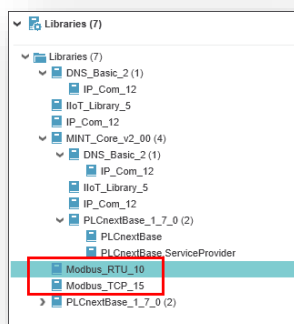 Libraries (7)
Libraries (7)
DNS_Basic_2 (1)
IP_Com_12
IIoT_Library_5
IP_Com_12
MINT_Core_v2_00 (4)
DNS_Basic_2 (1)
IP_Com_12
IIoT_Library_5
IP_Com_12
PLCnextBase_1_7_0 (2)
PLCnextBase
PLCnextBase.ServiceProvider
Modbus_RTU_10
Modbus_TCP_15
PLCnextBase_1_7_0 (2)